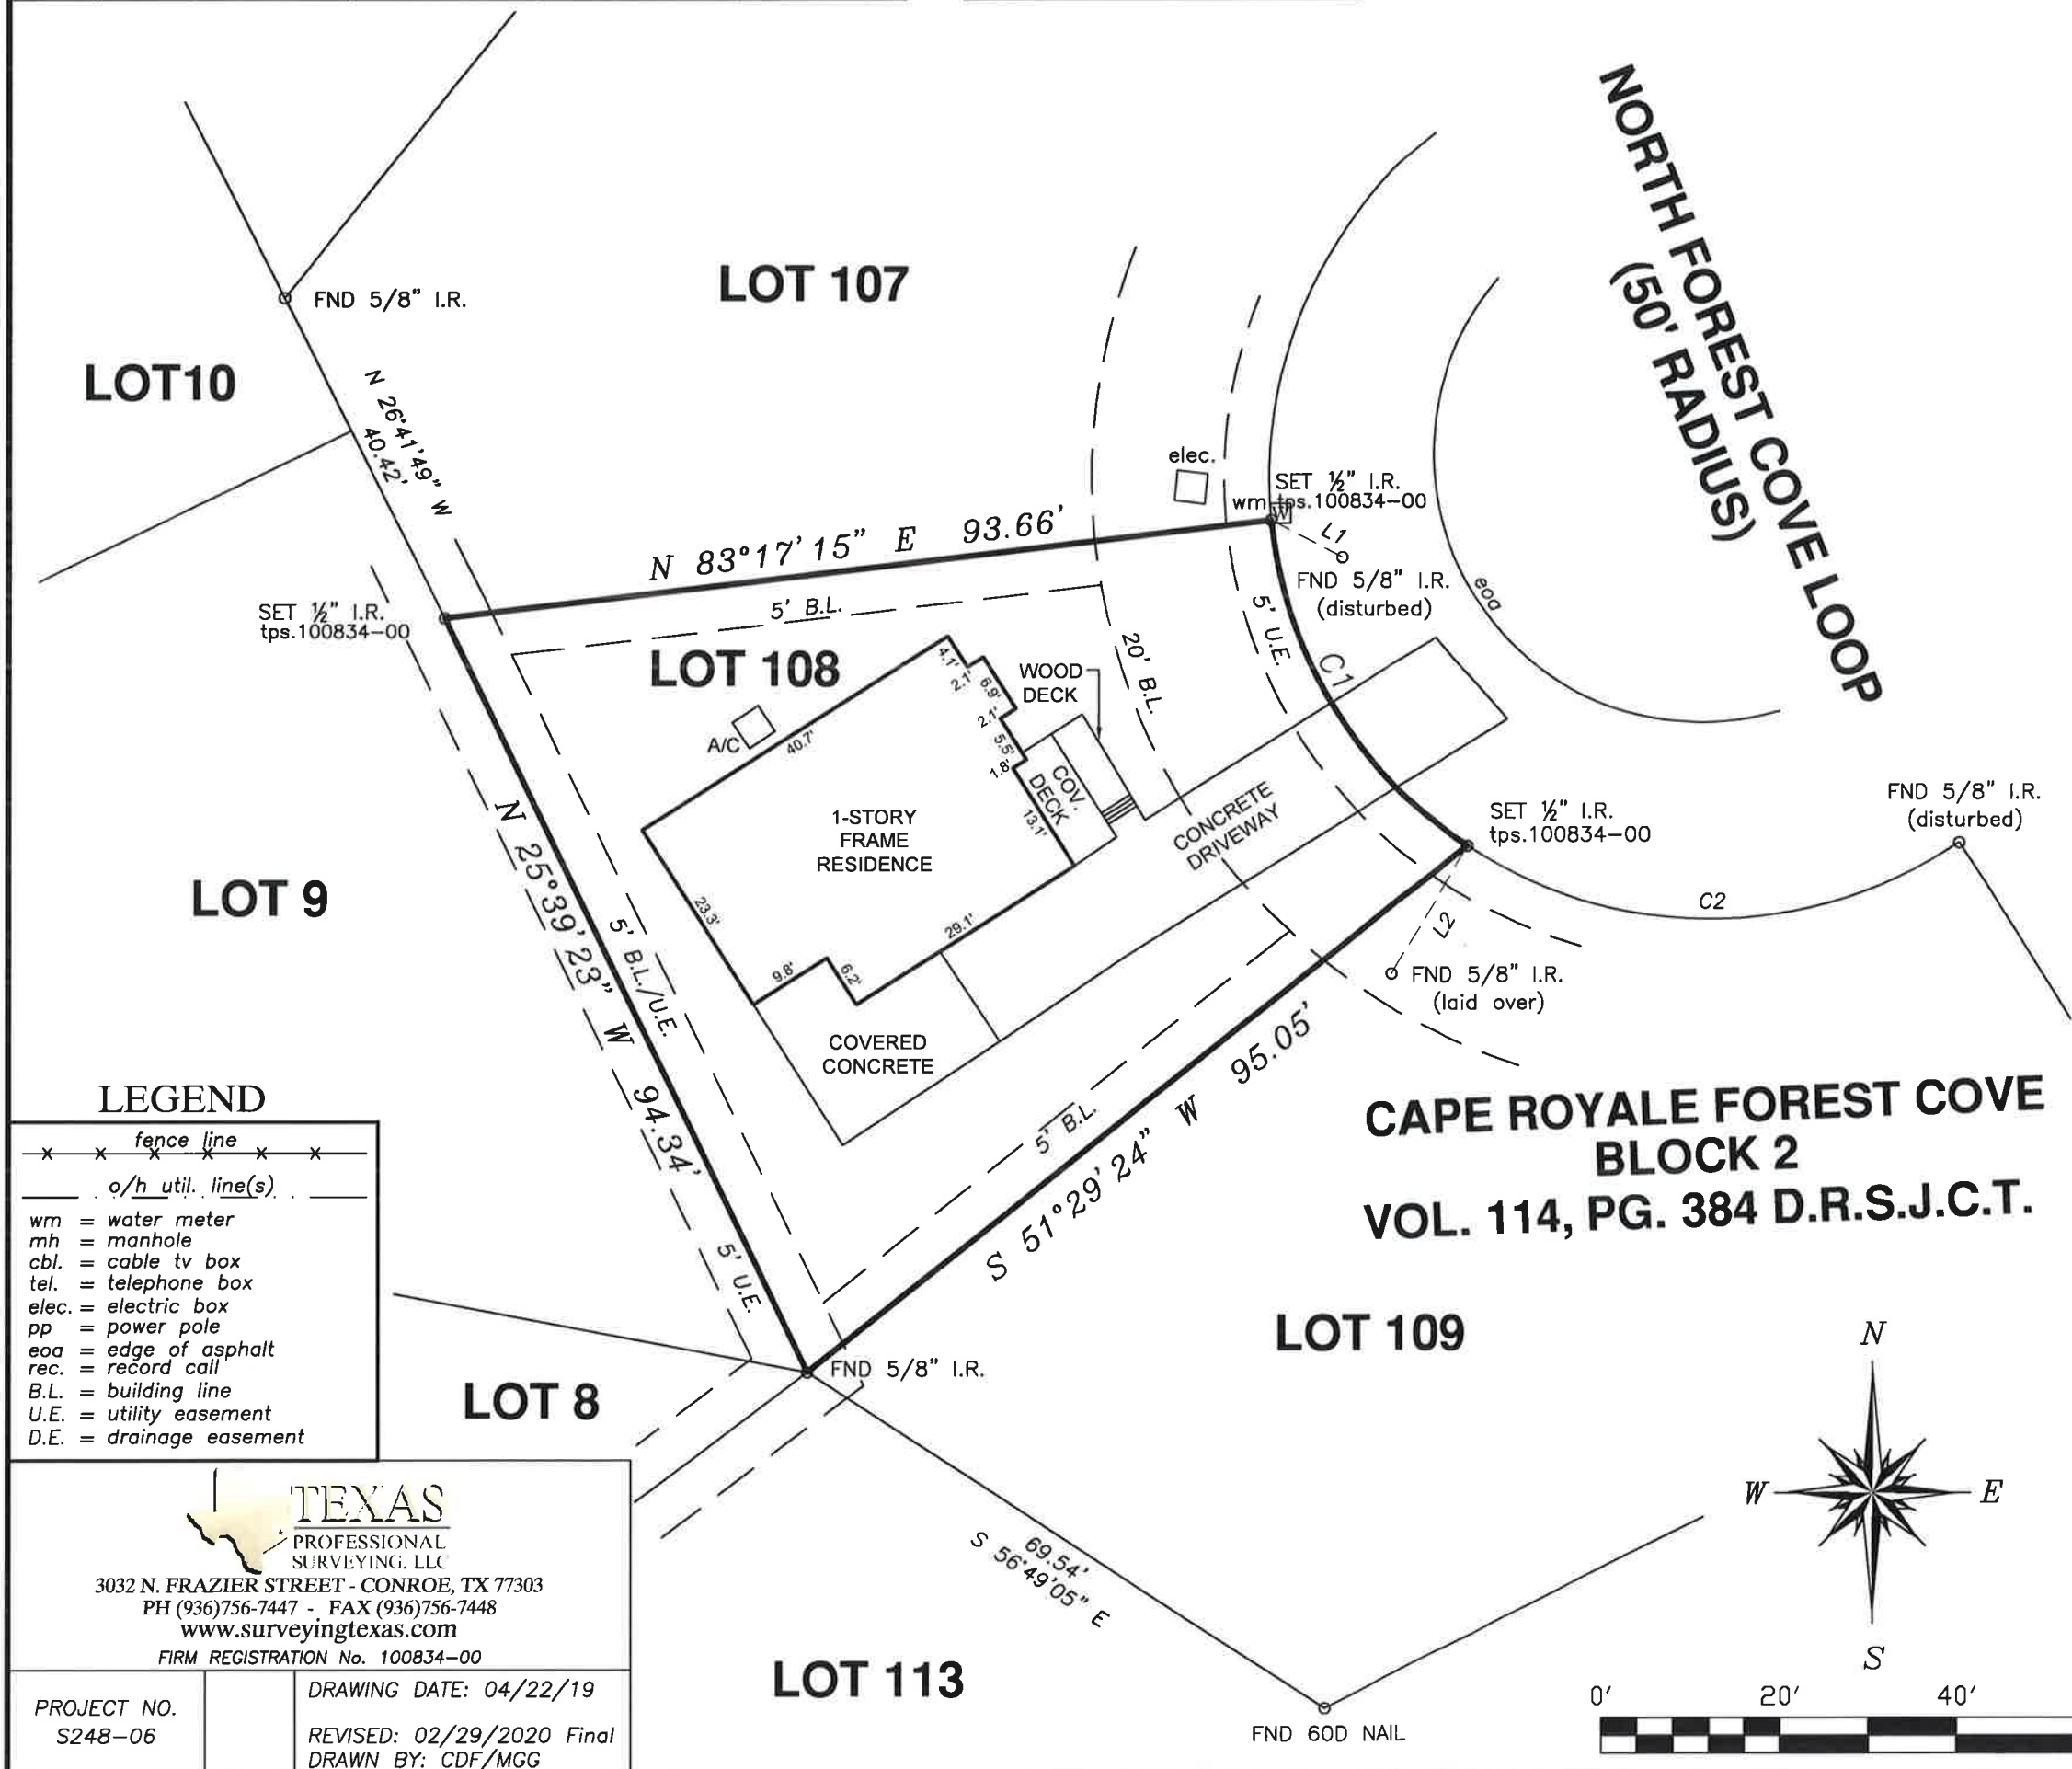 NORTH FOREST COVE LOOP
(50' RADIUS)
LOT 107
FND 5/8" I.R.
LOT10
N 26°41'49" W
40.42'
elec.
SET ½" I.R.
wm tps.100834-00
W
L1
N 83°17'15" E 93.66'
FND 5/8" I.R.
(disturbed)
eoa
SET ½" I.R.
tps.100834-00
5' B.L.
5' U.E.
20' B.L.
C1
LOT 108
WOOD
DECK
4.1'
2.1'
6.9'
2.1'
5.5'
1.8'
13.1'
A/C
40.7'
COV.
DECK
1-STORY
FRAME
RESIDENCE
CONCRETE
DRIVEWAY
SET ½" I.R.
tps.100834-00
FND 5/8" I.R.
(disturbed)
C2
L2
FND 5/8" I.R.
(laid over)
LOT 9
N 25°39'23" W 94.34'
5' B.L./U.E.
23.3'
9.8'
6.2'
29.1'
COVERED
CONCRETE
5' B.L.
S 51°29'24" W 95.05'
5' U.E.
CAPE ROYALE FOREST COVE
BLOCK 2
VOL. 114, PG. 384 D.R.S.J.C.T.
LEGEND
fence line
o/h util. line(s)
wm = water meter
mh = manhole
cbl. = cable tv box
tel. = telephone box
elec. = electric box
pp = power pole
eoa = edge of asphalt
rec. = record call
B.L. = building line
U.E. = utility easement
D.E. = drainage easement
LOT 8
FND 5/8" I.R.
LOT 109
N
W
E
S
69.54'
S 56°49'05" E
LOT 113
FND 60D NAIL
0' 20' 40'
TEXAS
PROFESSIONAL
SURVEYING, LLC
3032 N. FRAZIER STREET - CONROE, TX 77303
PH (936)756-7447 - FAX (936)756-7448
www.surveyingtexas.com
FIRM REGISTRATION No. 100834-00
PROJECT NO.
S248-06
DRAWING DATE: 04/22/19
REVISED: 02/29/2020 Final
DRAWN BY: CDF/MGG